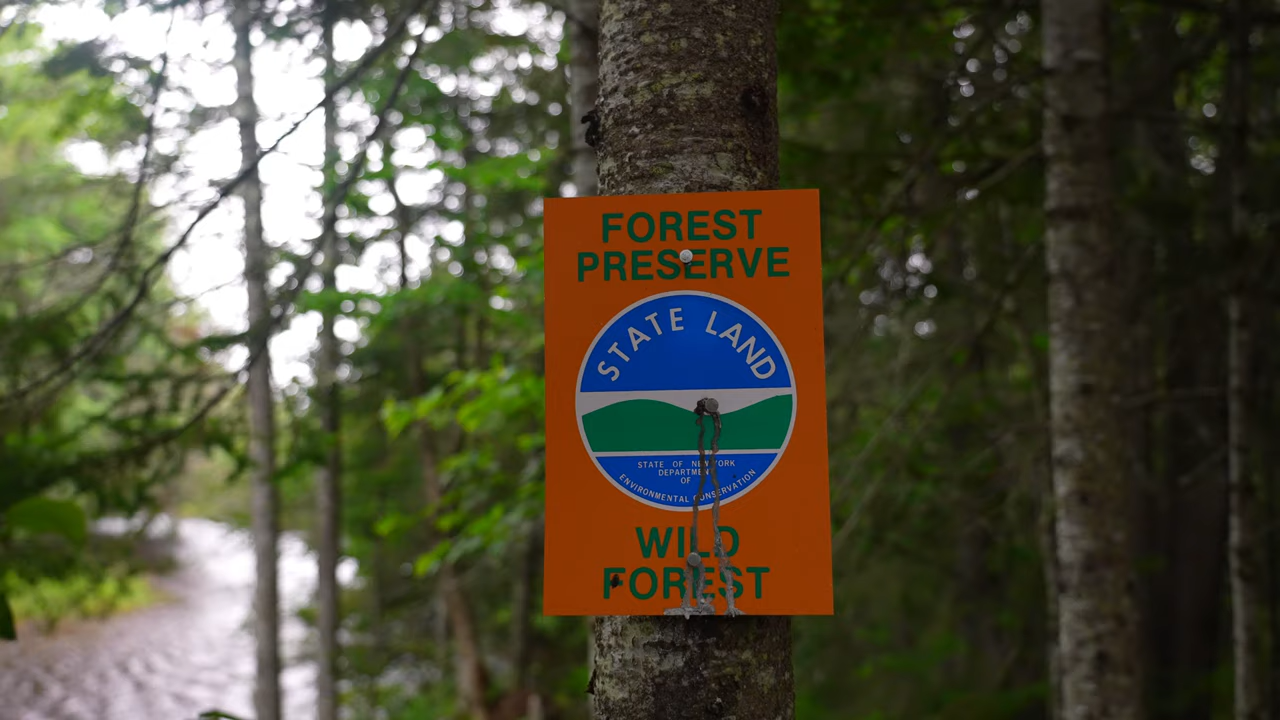 FOREST
PRESERVE
STATE LAND
STATE OF NEW YORK
DEPARTMENT
OF
ENVIRONMENTAL CONSERVATION
WILD
FOREST